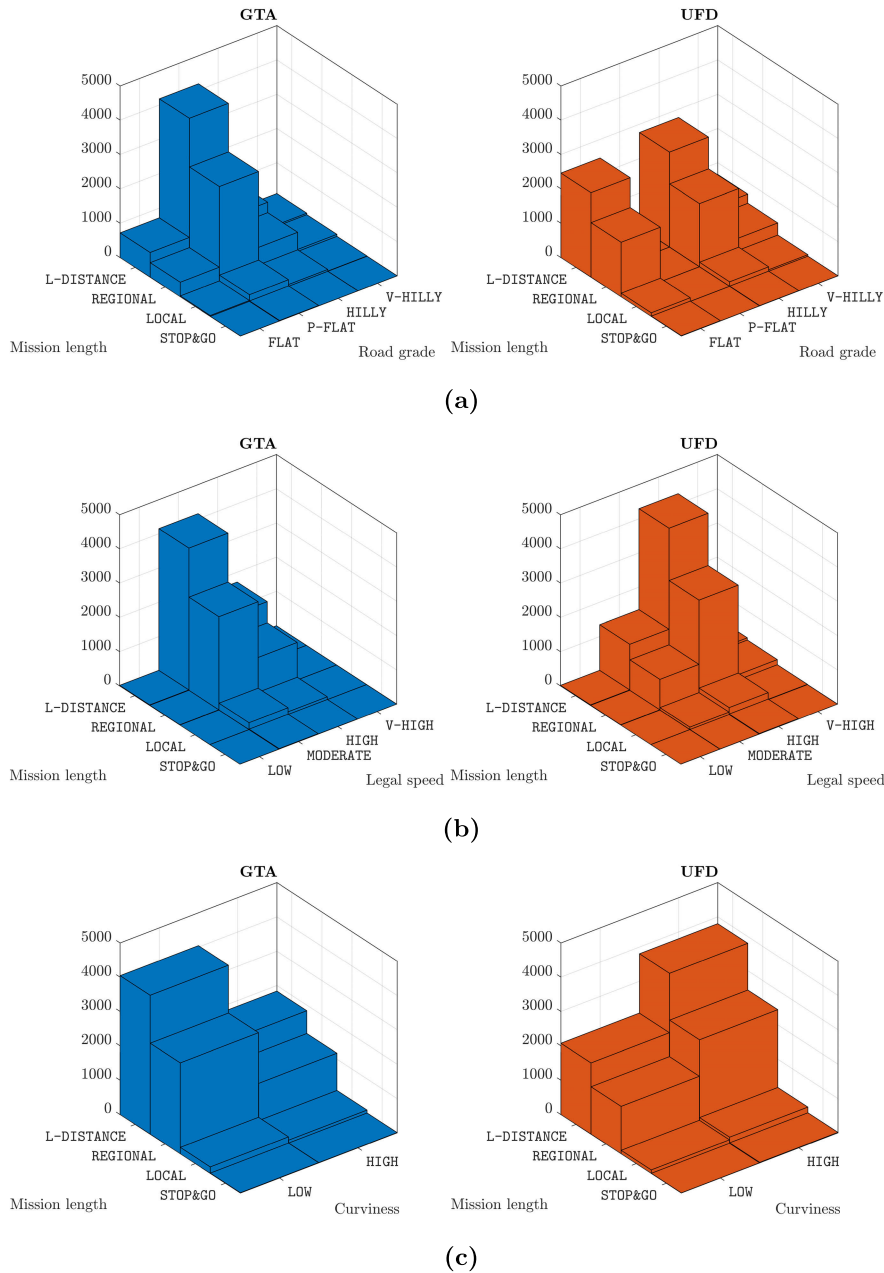 GTA
UFD
5000
4000
3000
2000
1000
0
L-DISTANCE
REGIONAL
LOCAL
STOP&GO
Mission length
FLAT
P-FLAT
HILLY
V-HILLY
Road grade
5000
4000
3000
2000
1000
0
L-DISTANCE
REGIONAL
LOCAL
STOP&GO
Mission length
FLAT
P-FLAT
HILLY
V-HILLY
Road grade
(a)
GTA
UFD
5000
4000
3000
2000
1000
0
L-DISTANCE
REGIONAL
LOCAL
STOP&GO
Mission length
LOW
MODERATE
HIGH
V-HIGH
Legal speed
5000
4000
3000
2000
1000
0
L-DISTANCE
REGIONAL
LOCAL
STOP&GO
Mission length
LOW
MODERATE
HIGH
V-HIGH
Legal speed
(b)
GTA
UFD
5000
4000
3000
2000
1000
0
L-DISTANCE
REGIONAL
LOCAL
STOP&GO
Mission length
LOW
HIGH
Curviness
5000
4000
3000
2000
1000
0
L-DISTANCE
REGIONAL
LOCAL
STOP&GO
Mission length
LOW
HIGH
Curviness
(c)